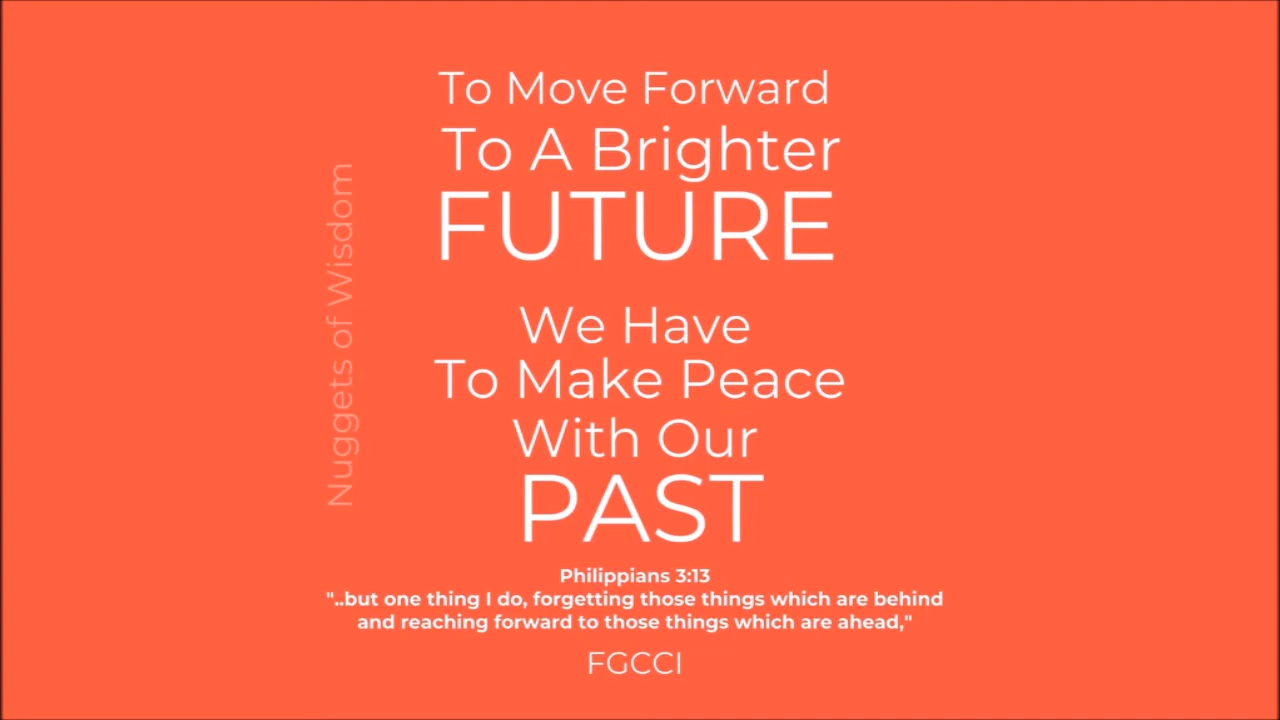 To Move Forward
To A Brighter
FUTURE
We Have
To Make Peace
With Our
PAST
Nuggets of Wisdom
Philippians 3:13
"..but one thing I do, forgetting those things which are behind
and reaching forward to those things which are ahead,"
FGCCI